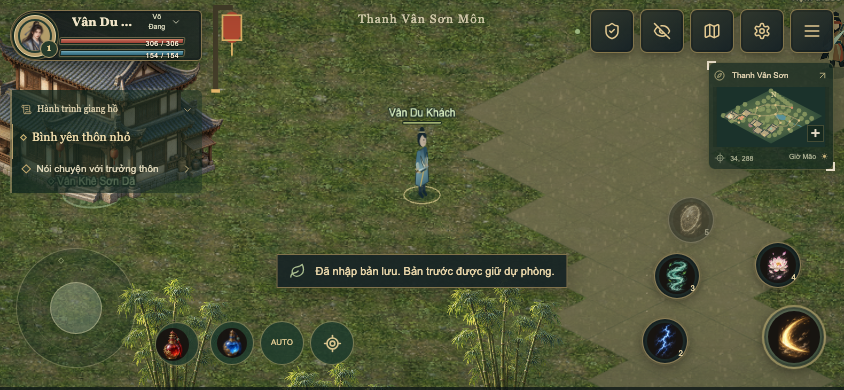 Vân Du ...
Võ
Đang
306 / 306
154 / 154
1
Thanh Vân Sơn Môn
Hành trình giang hồ
Bình yên thôn nhỏ
Nói chuyện với trưởng thôn
Vân Khê Sơn Dã
Vân Du Khách
Thanh Vân Sơn
34, 288
Giờ Mão
Đã nhập bản lưu. Bản trước được giữ dự phòng.
AUTO
5
3
4
2